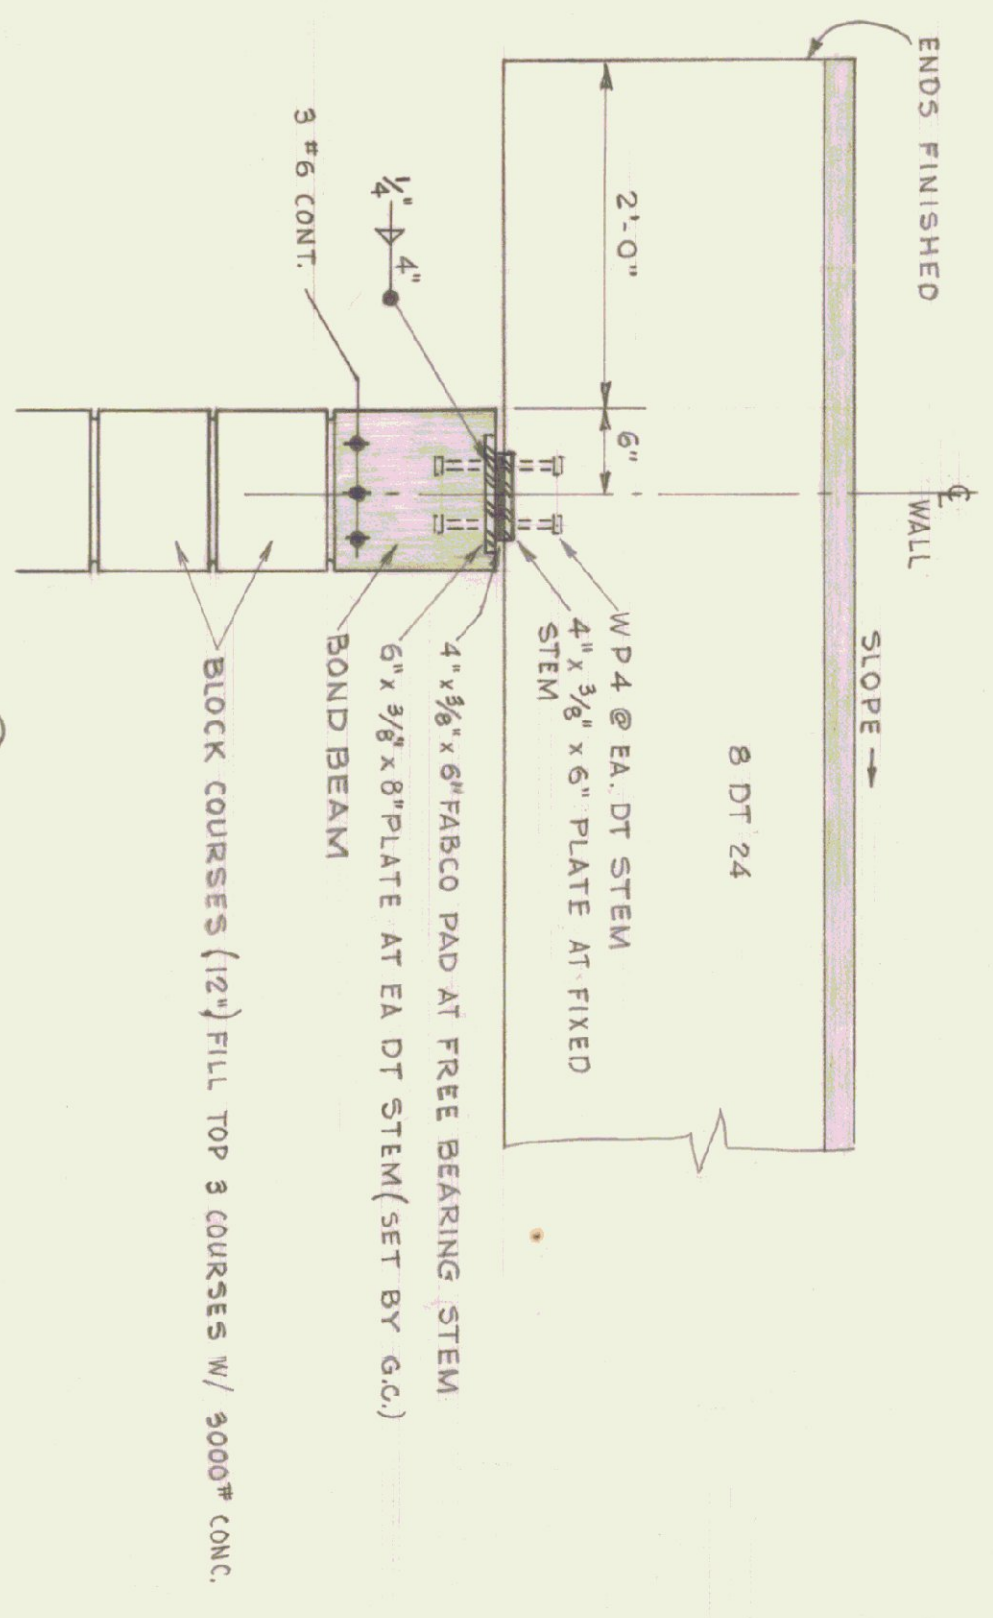 ENDS FINISHED
℄
WALL
SLOPE →
8 DT 24
2'-0"
6"
WP4 @ EA. DT STEM
4" x 3/8" x 6" PLATE AT FIXED
STEM
1/4"
4"
4" x 3/8" x 6" FABCO PAD AT FREE BEARING STEM
6" x 3/8" x 8" PLATE AT EA DT STEM (SET BY G.C.)
3 #6 CONT.
BOND BEAM
BLOCK COURSES (12") FILL TOP 3 COURSES W/ 3000# CONC.